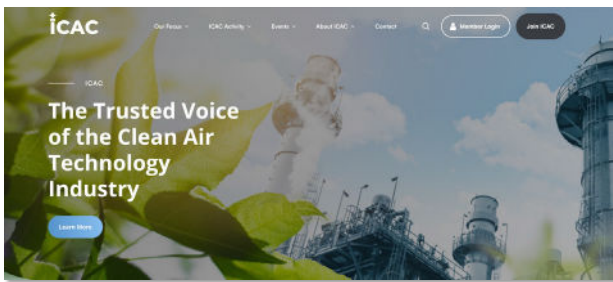 iCAC
Our Focus
ICAC Activity
Events
About ICAC
Contact
Member Login
Join ICAC
ICAC
The Trusted Voice
of the Clean Air
Technology
Industry
Learn More